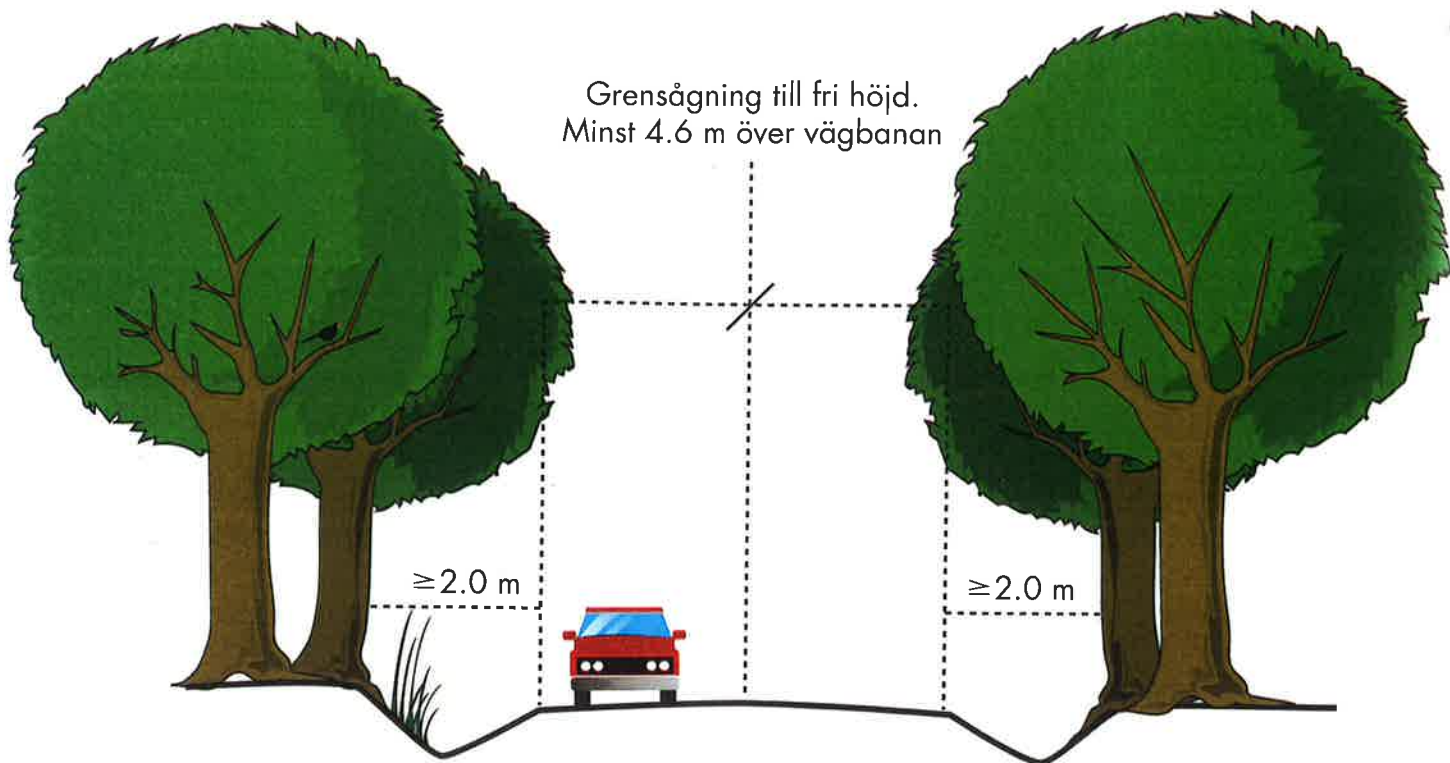 Grensågning till fri höjd.
Minst 4.6 m över vägbanan
≥2.0 m
≥2.0 m